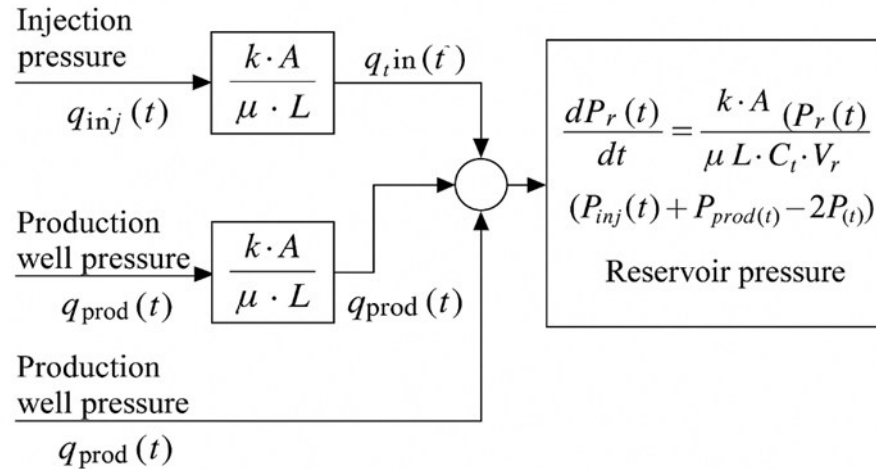 Injection
pressure
q_inj(t)
k · A
μ · L
q_t in(t)
Production
well pressure
q_prod(t)
k · A
μ · L
q_prod(t)
Production
well pressure
q_prod(t)
dP_r(t)
dt
=
k · A
μ L · C_t · V_r
(P_r(t)
(P_inj(t) + P_prod(t) − 2P_(t))
Reservoir pressure